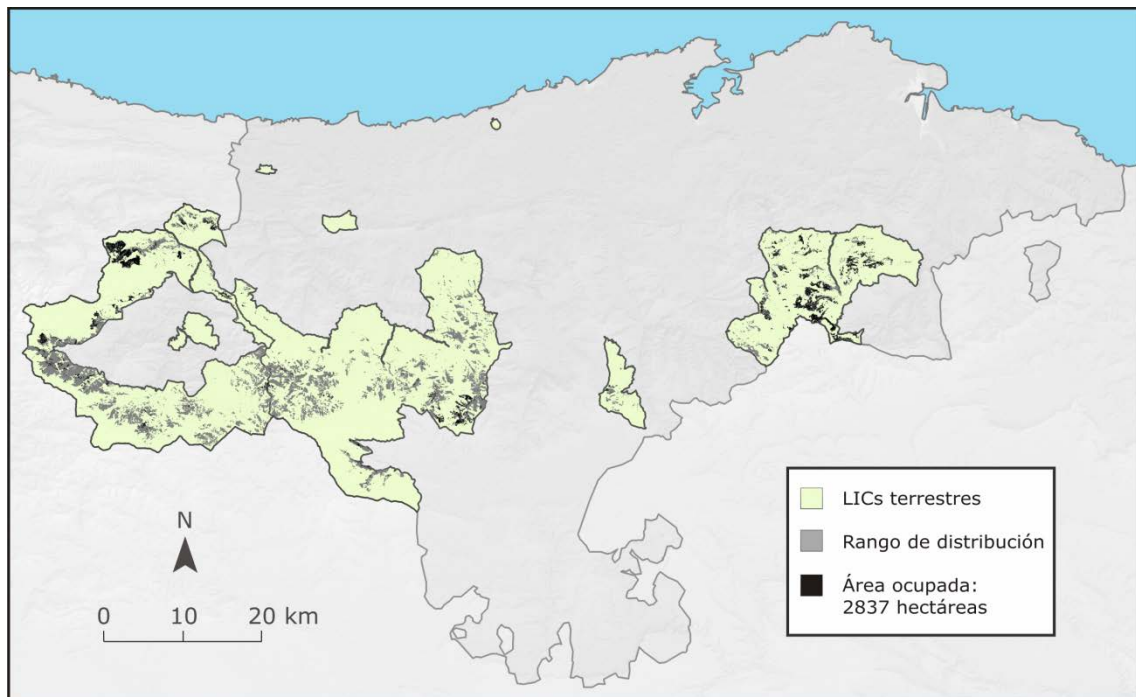 LICs terrestres
Rango de distribución
Área ocupada:
2837 hectáreas
N
0 10 20 km